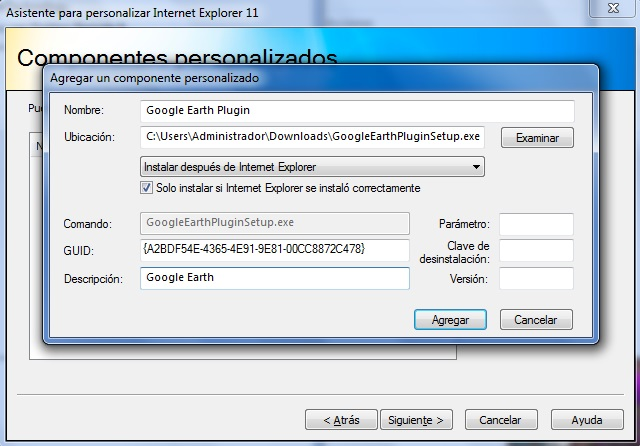 Asistente para personalizar Internet Explorer 11
Componentes personalizados
Agregar un componente personalizado
Nombre: Google Earth Plugin
Ubicación: C:\Users\Administrador\Downloads\GoogleEarthPluginSetup.exe Examinar
Instalar después de Internet Explorer
Solo instalar si Internet Explorer se instaló correctamente
Comando: GoogleEarthPluginSetup.exe Parámetro:
GUID: {A2BDF54E-4365-4E91-9E81-00CC8872C478} Clave de desinstalación:
Descripción: Google Earth Versión:
Agregar Cancelar
< Atrás Siguiente > Cancelar Ayuda